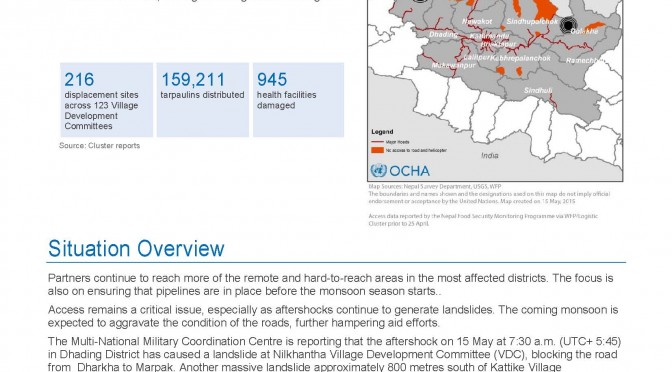 216
displacement sites
across 123 Village
Development
Committees
159,211
tarpaulins distributed
945
health facilities
damaged
Source: Cluster reports
Nuwakot
Sindhupalchok
Dolakha
Dhading
Kathmandu
Bhaktapur
Lalitpur
Kabhrepalanchok
Ramechhap
Makwanpur
Sindhuli
Legend
Major Roads
No access to road and helicopter
India
OCHA
Map Sources: Nepal Survey Department, USGS, WFP
The boundaries and names shown and the designations used on this map do not imply official
endorsement or acceptance by the United Nations. Map created on 15 May, 2015
Access data reported by the Nepal Food Security Monitoring Programme via WFP/Logistic
Cluster prior to 25 April.
Situation Overview
Partners continue to reach more of the remote and hard-to-reach areas in the most affected districts. The focus is
also on ensuring that pipelines are in place before the monsoon season starts..
Access remains a critical issue, especially as aftershocks continue to generate landslides. The coming monsoon is
expected to aggravate the condition of the roads, further hampering aid efforts.
The Multi-National Military Coordination Centre is reporting that the aftershock on 15 May at 7:30 a.m. (UTC+ 5:45)
in Dhading District has caused a landslide at Nilkhantha Village Development Committee (VDC), blocking the road
from Dharkha to Marpak. Another massive landslide approximately 800 metres south of Kattike Village